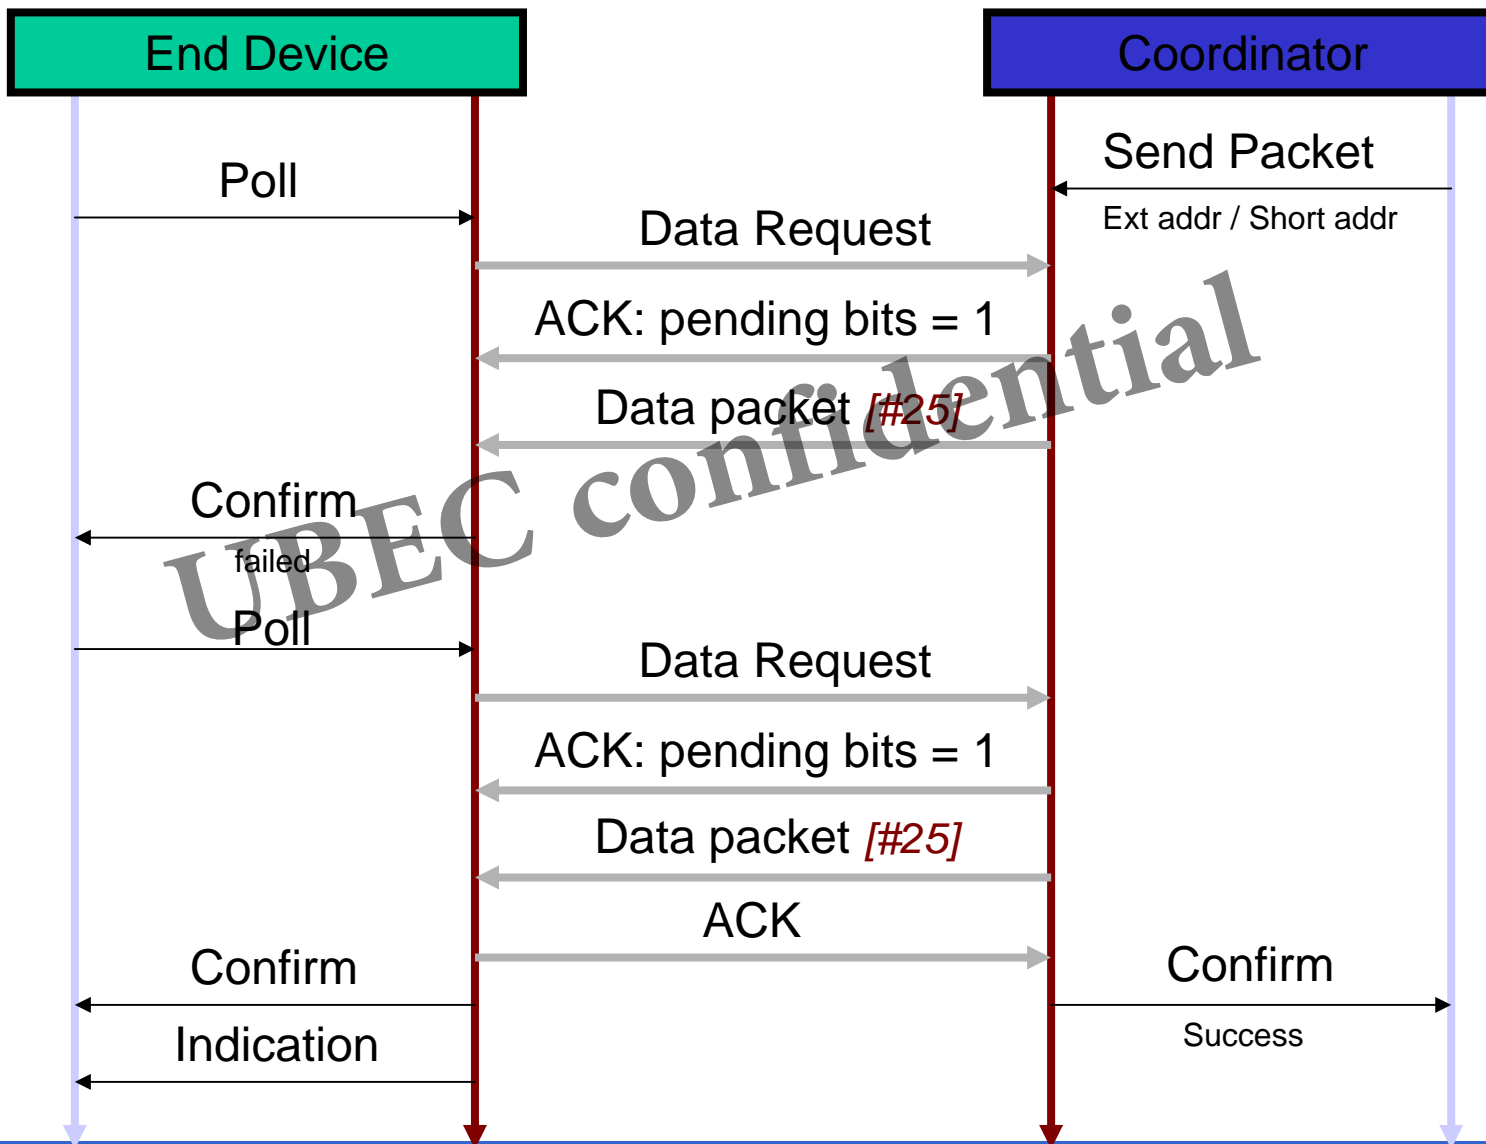 End Device
Coordinator
Send Packet
Poll
Ext addr / Short addr
Data Request
ACK: pending bits = 1
Data packet [#25]
Confirm
failed
Poll
Data Request
ACK: pending bits = 1
Data packet [#25]
ACK
Confirm
Confirm
Success
Indication
UBEC confidential